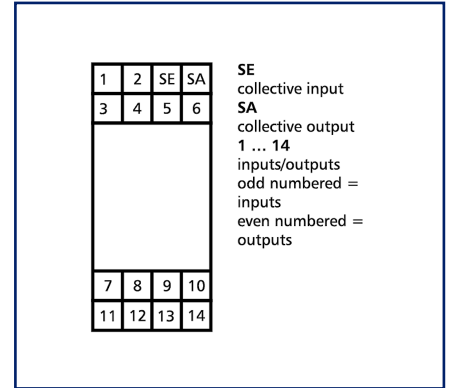 1 2 SE SA
3 4 5 6
7 8 9 10
11 12 13 14
SE
collective input
SA
collective output
1 ... 14
inputs/outputs
odd numbered =
inputs
even numbered =
outputs